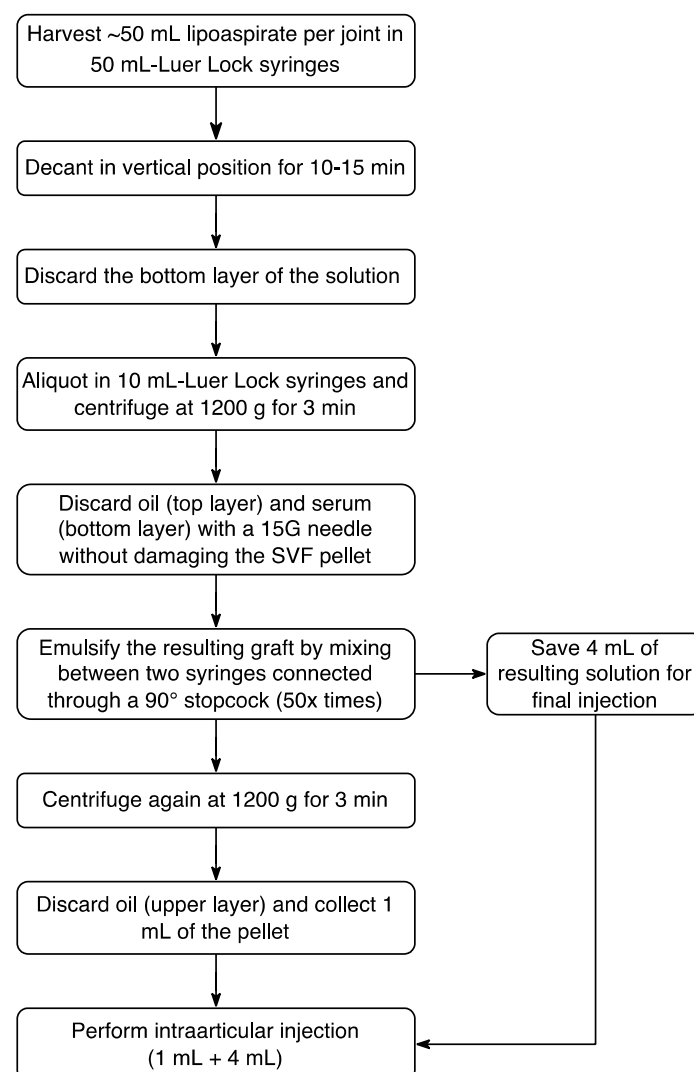 Harvest ~50 mL lipoaspirate per joint in
50 mL-Luer Lock syringes
Decant in vertical position for 10-15 min
Discard the bottom layer of the solution
Aliquot in 10 mL-Luer Lock syringes and
centrifuge at 1200 g for 3 min
Discard oil (top layer) and serum
(bottom layer) with a 15G needle
without damaging the SVF pellet
Emulsify the resulting graft by mixing
between two syringes connected
through a 90° stopcock (50x times)
Save 4 mL of
resulting solution for
final injection
Centrifuge again at 1200 g for 3 min
Discard oil (upper layer) and collect 1
mL of the pellet
Perform intraarticular injection
(1 mL + 4 mL)